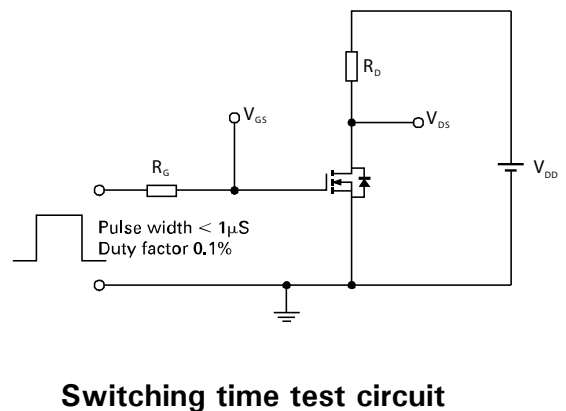 R_D
V_GS
V_DS
R_G
V_DD
Pulse width < 1μS
Duty factor 0.1%
Switching time test circuit